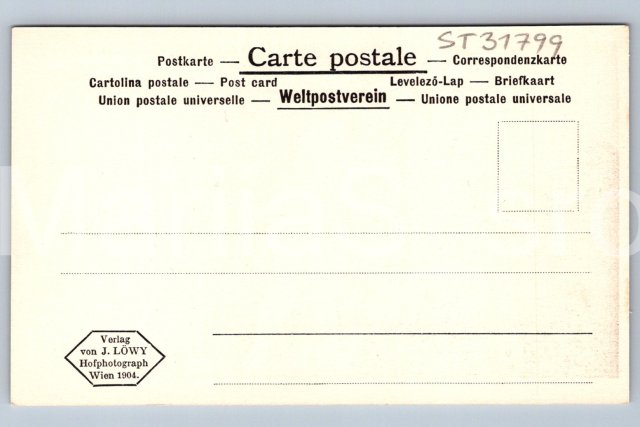 ST31799
Postkarte — Carte postale — Correspondenzkarte
Cartolina postale — Post card Levelező-Lap — Briefkaart
Union postale universelle — Weltpostverein — Unione postale universale
Verlag
von J. LÖWY
Hofphotograph
Wien 1904.